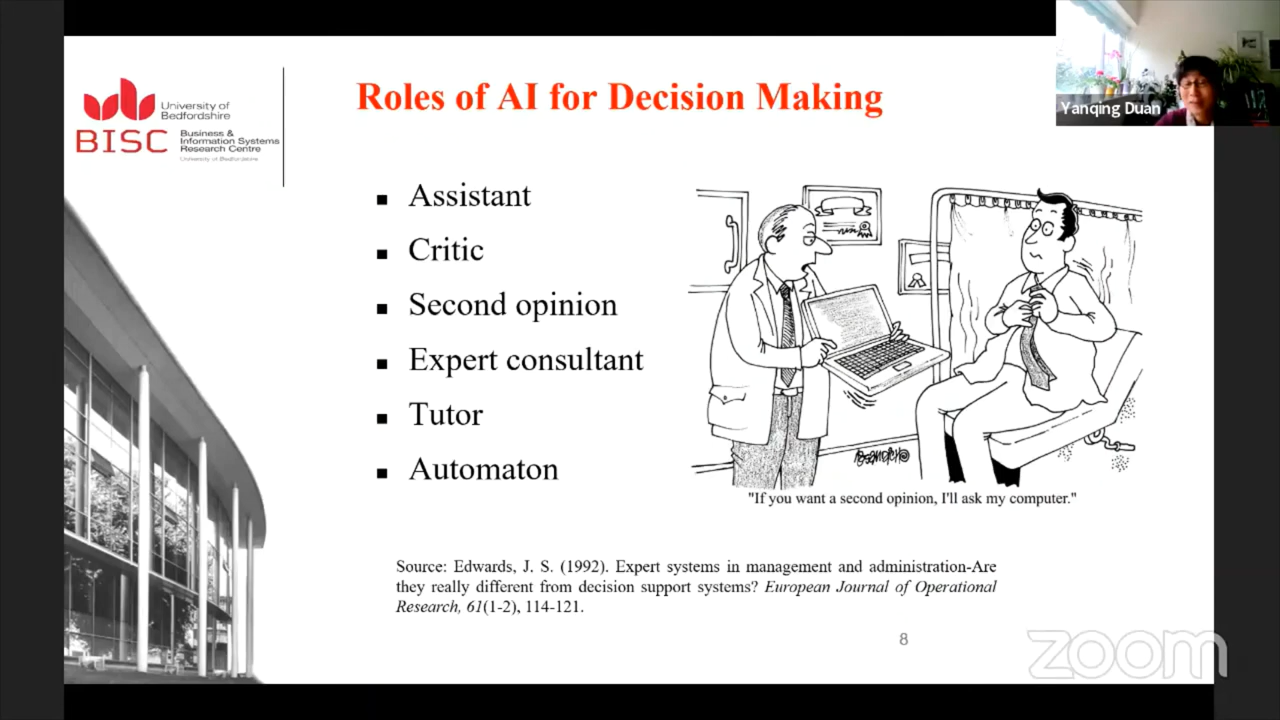 University of
Bedfordshire
BISC
Business &
Information Systems
Research Centre
University of Bedfordshire
Roles of AI for Decision Making
Yanqing Duan
Assistant
Critic
Second opinion
Expert consultant
Tutor
Automaton
"If you want a second opinion, I'll ask my computer."
Source: Edwards, J. S. (1992). Expert systems in management and administration-Are
they really different from decision support systems? European Journal of Operational
Research, 61(1-2), 114-121.
8
zoom